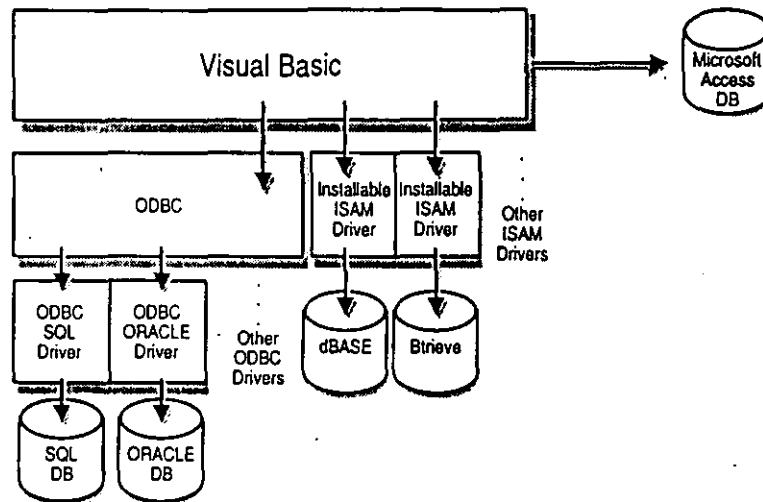 Visual Basic
Microsoft
Access
DB
ODBC
Installable
ISAM
Driver
Installable
ISAM
Driver
Other
ISAM
Drivers
ODBC
SQL
Driver
ODBC
ORACLE
Driver
Other
ODBC
Drivers
dBASE
Btrieve
SQL
DB
ORACLE
DB